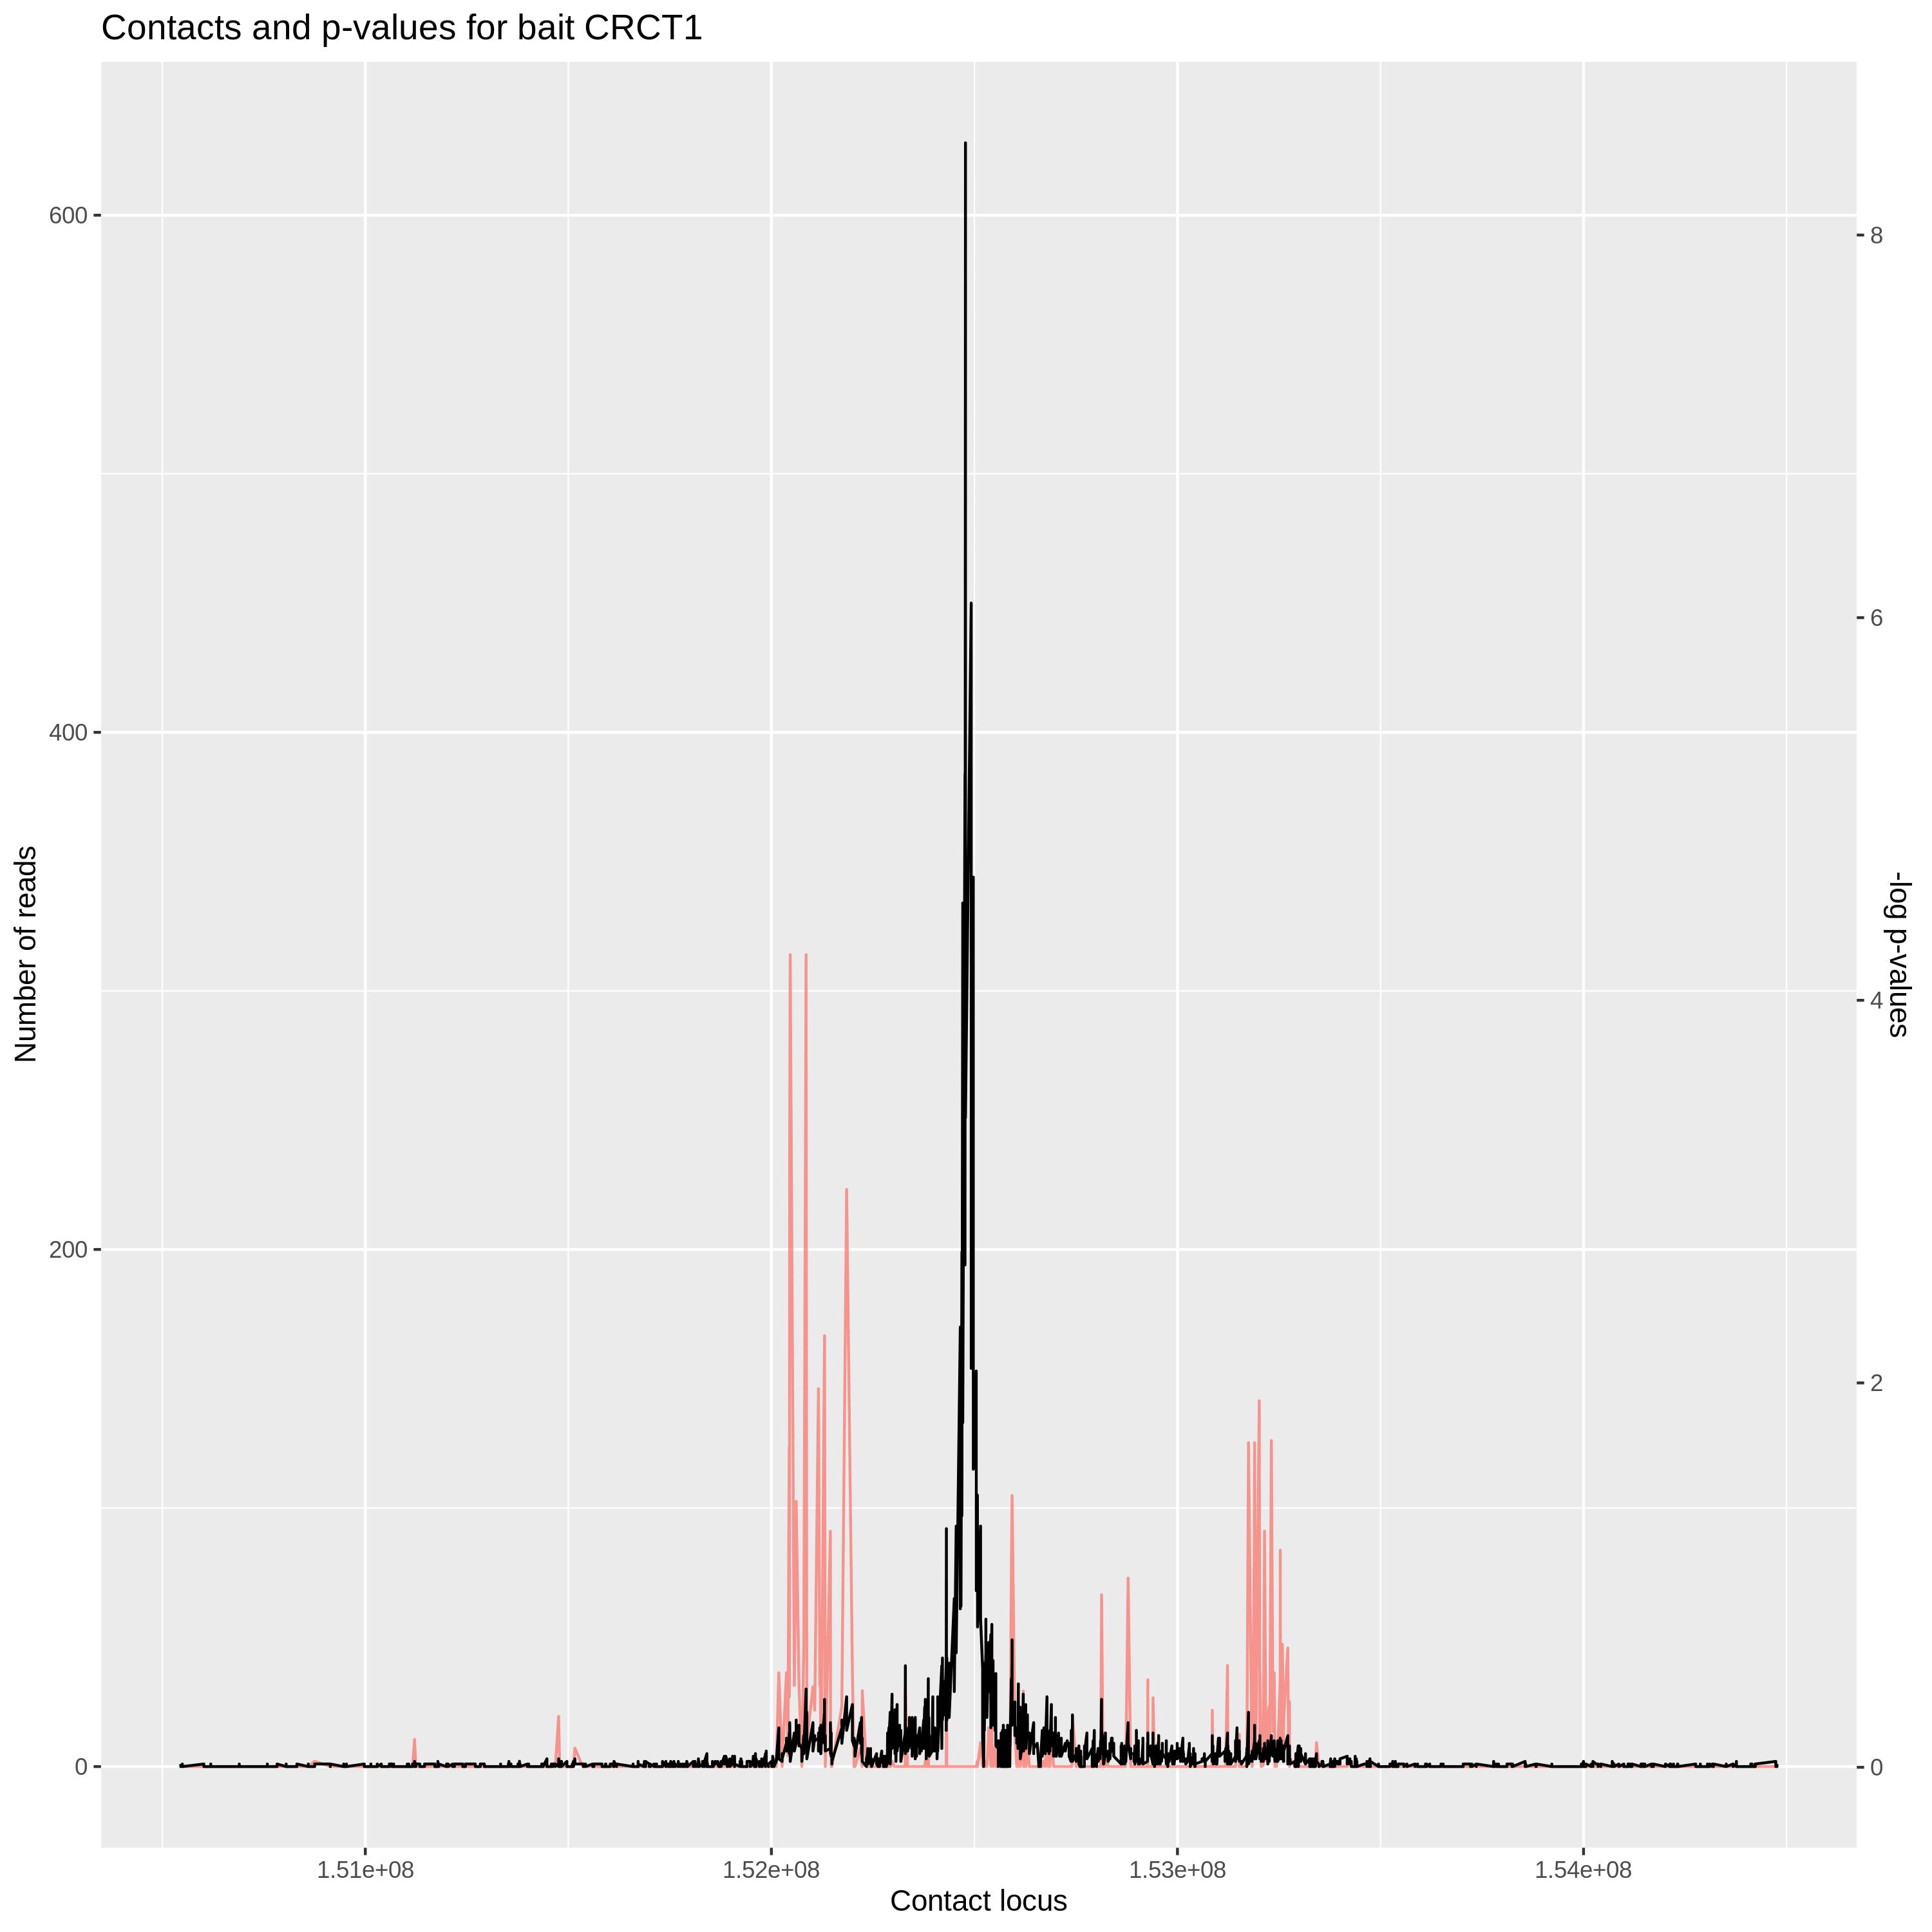 Contacts and p-values for bait CRCT1
600
400
200
0
Number of reads
8
6
4
2
0
-log p-values
1.51e+08
1.52e+08
1.53e+08
1.54e+08
Contact locus